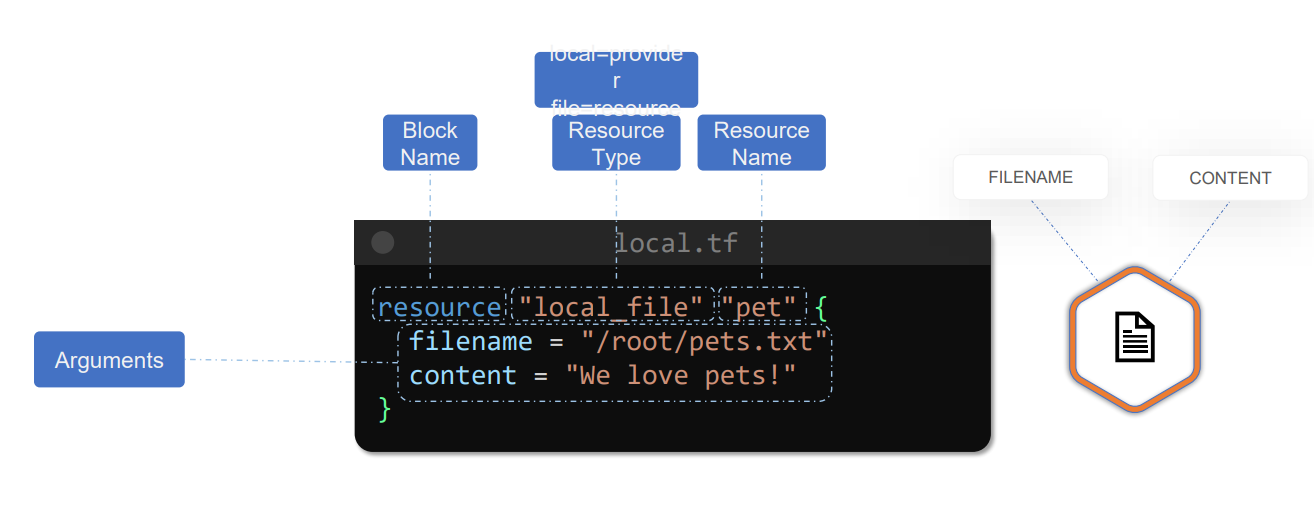 local=provide
r
file=resource
Block
Name
Resource
Type
Resource
Name
FILENAME
CONTENT
local.tf
resource "local_file" "pet" {
filename = "/root/pets.txt"
content = "We love pets!"
}
Arguments